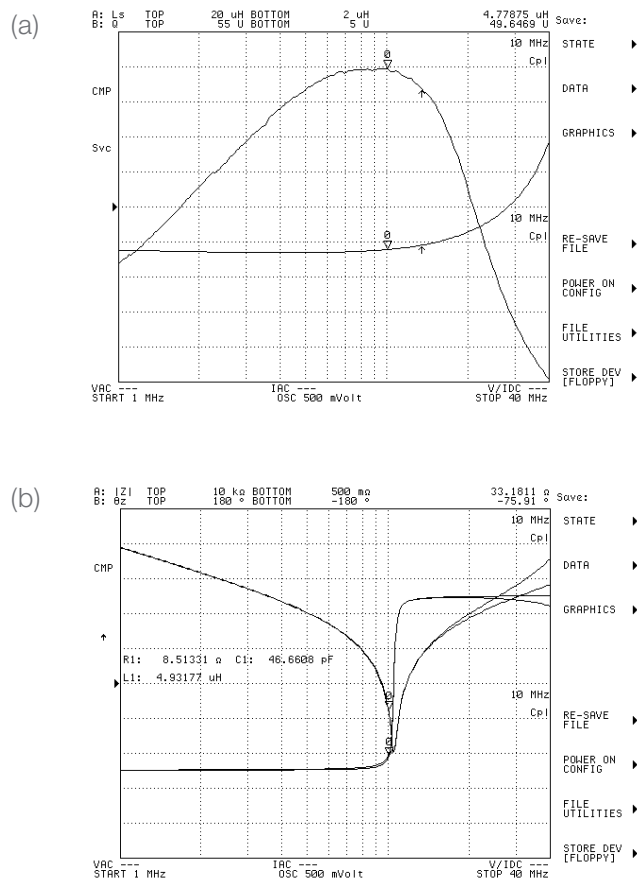 (a)
A: Ls TOP 20 uH BOTTOM 2 uH 4.77875 uH Save:
B: Q TOP 55 U BOTTOM 5 U 49.6469 U
10 MHz STATE
0
Cpl
CMP DATA
Svc GRAPHICS
10 MHz
0 Cpl RE-SAVE
FILE
POWER ON
CONFIG
FILE
UTILITIES
STORE DEV
[FLOPPY]
VAC --- IAC --- V/IDC ---
START 1 MHz OSC 500 mVolt STOP 40 MHz
(b)
A: |Z| TOP 10 kΩ BOTTOM 500 mΩ 33.1811 Ω Save:
B: θz TOP 180 ° BOTTOM -180 ° -75.91 °
10 MHz STATE
Cpl
CMP DATA
GRAPHICS
R1: 8.51331 Ω C1: 46.6608 pF
L1: 4.93177 uH
0 10 MHz
Cpl RE-SAVE
FILE
0
POWER ON
CONFIG
FILE
UTILITIES
STORE DEV
[FLOPPY]
VAC --- IAC --- V/IDC ---
START 1 MHz OSC 500 mVolt STOP 40 MHz